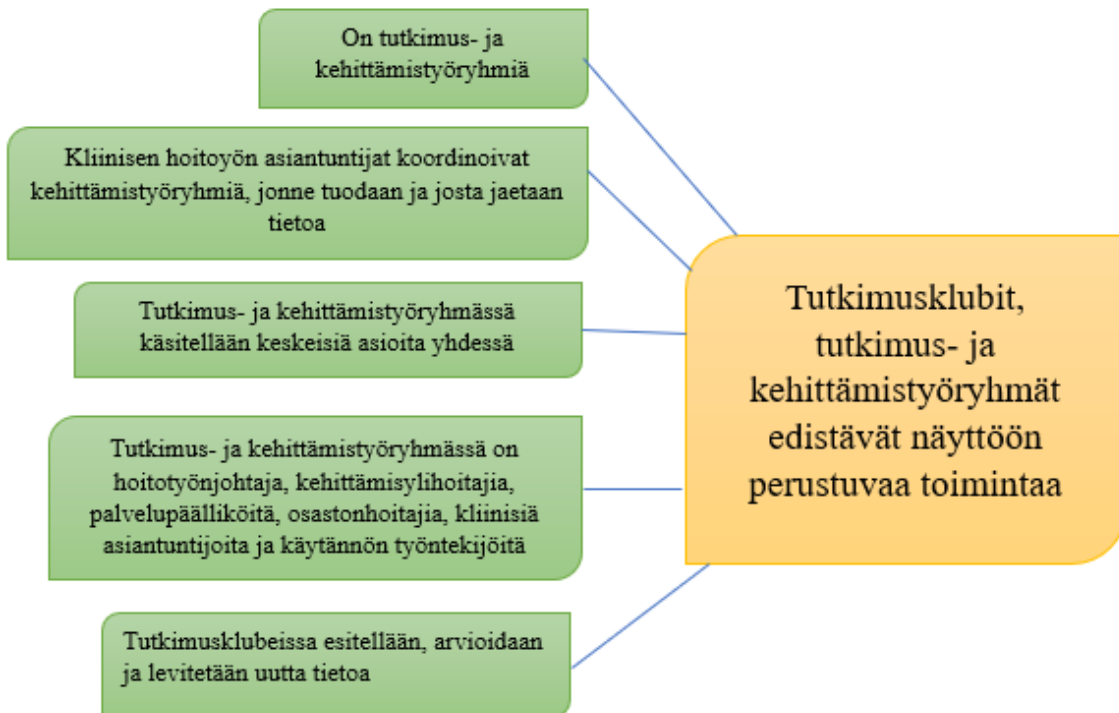 On tutkimus- ja
kehittämistyöryhmiä
Kliinisen hoitoyön asiantuntijat koordinoivat
kehittämistyöryhmiä, jonne tuodaan ja josta jaetaan
tietoa
Tutkimus- ja kehittämistyöryhmässä
käsitellään keskeisiä asioita yhdessä
Tutkimus- ja kehittämistyöryhmässä on
hoitotyönjohtaja, kehittämisylihoitajia,
palvelupäälliköitä, osastonhoitajia, kliinisiä
asiantuntijoita ja käytännön työntekijöitä
Tutkimusklubeissa esitellään, arvioidaan
ja levitetään uutta tietoa
Tutkimusklubit,
tutkimus- ja
kehittämistyöryhmät
edistävät näyttöön
perustuvaa toimintaa